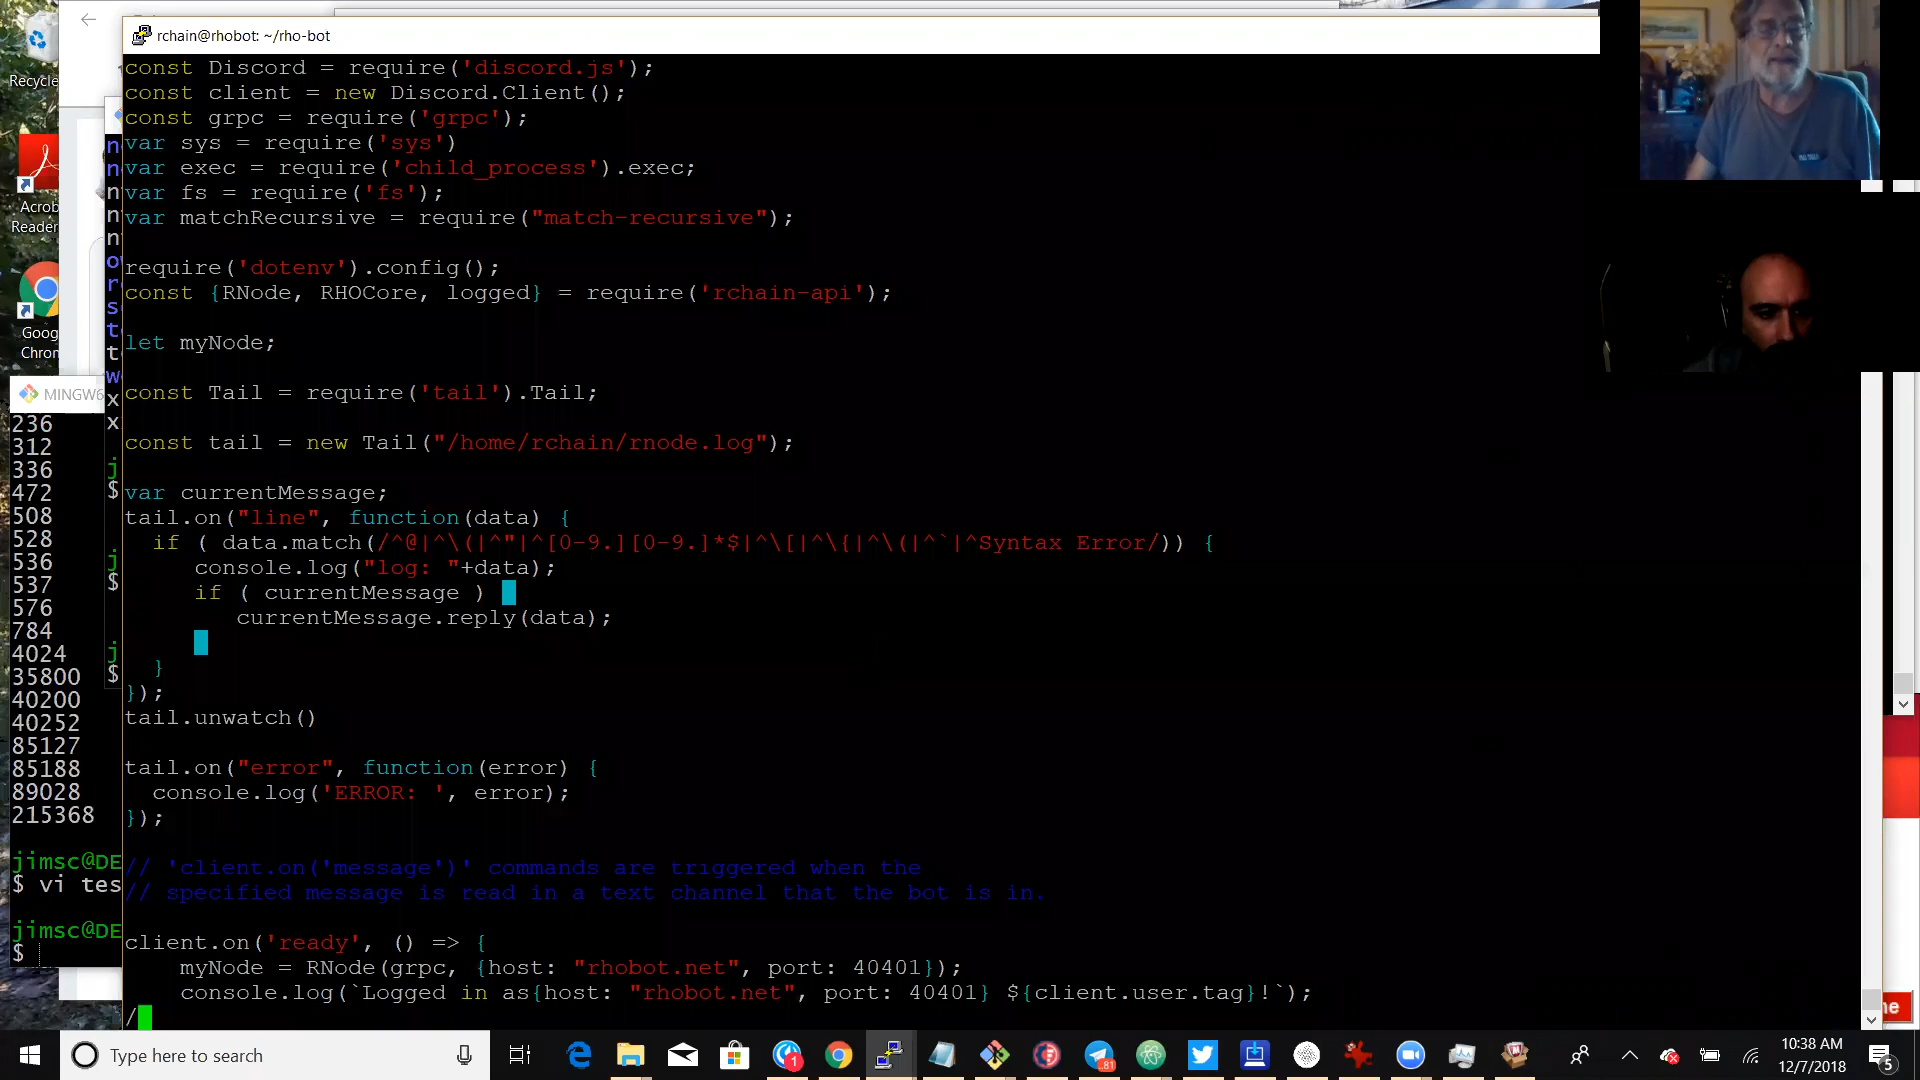 rchain@rhobot: ~/rho-bot
const Discord = require('discord.js');
const client = new Discord.Client();
const grpc = require('grpc');
var sys = require('sys')
var exec = require('child_process').exec;
var fs = require('fs');
var matchRecursive = require("match-recursive");
require('dotenv').config();
const {RNode, RHOCore, logged} = require('rchain-api');
let myNode;
const Tail = require('tail').Tail;
const tail = new Tail("/home/rchain/rnode.log");
var currentMessage;
tail.on("line", function(data) {
if ( data.match(/^@|^\(|^"|^[0-9.][0-9.]*$|^\[|^\{|^\(|^`|^Syntax Error/)) {
console.log("log: "+data);
if ( currentMessage )
currentMessage.reply(data);
}
});
tail.unwatch()
tail.on("error", function(error) {
console.log('ERROR: ', error);
});
// 'client.on('message')' commands are triggered when the
// specified message is read in a text channel that the bot is in.
client.on('ready', () => {
myNode = RNode(grpc, {host: "rhobot.net", port: 40401});
console.log(`Logged in as{host: "rhobot.net", port: 40401} ${client.user.tag}!`);
/
Recycle
Acrob
Reader
Goog
Chron
MINGW6
236
312
336
472
508
528
536
537
576
784
4024
35800
40200
40252
85127
85188
89028
215368
jimsc@DE
$ vi tes
jimsc@DE
$
Type here to search
1
81
10:38 AM
12/7/2018
5